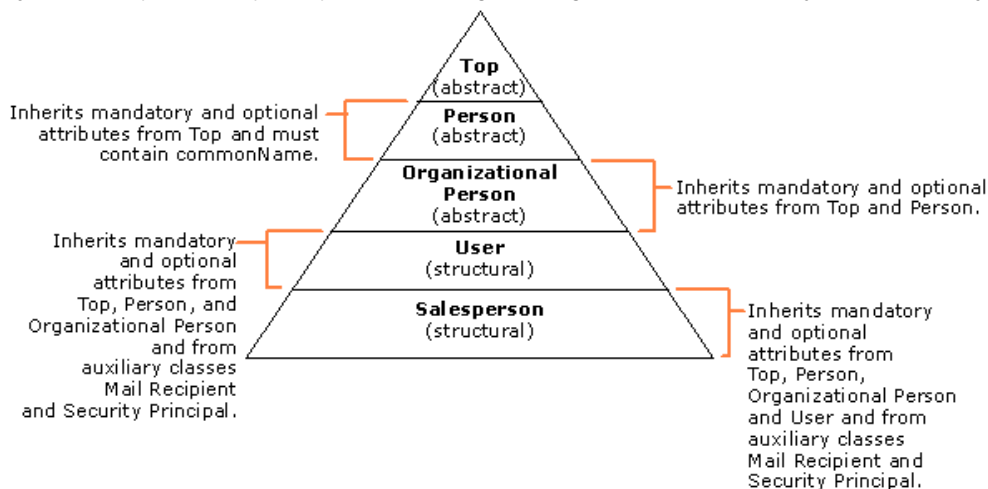 Top
(abstract)
Person
(abstract)
Organizational
Person
(abstract)
User
(structural)
Salesperson
(structural)
Inherits mandatory and optional
attributes from Top and must
contain commonName.
Inherits mandatory and optional
attributes from Top and Person.
Inherits mandatory
and optional
attributes from
Top, Person, and
Organizational Person
and from
auxiliary classes
Mail Recipient
and Security Principal.
Inherits mandatory
and optional
attributes from
Top, Person,
Organizational Person
and User and from
auxiliary classes
Mail Recipient and
Security Principal.